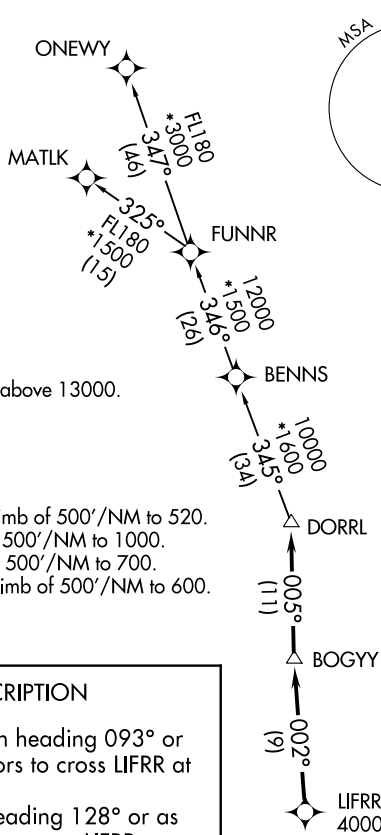 ONEWY
MSA
FL180
*3000
347°
(46)
MATLK
325°
FL180
*1500
(15)
FUNNR
12000
*1500
346°
(26)
BENNS
above 13000.
10000
*1600
345°
(34)
mb of 500'/NM to 520.
500'/NM to 1000.
500'/NM to 700.
imb of 500'/NM to 600.
DORRL
005°
(11)
BOGYY
CRIPTION
n heading 093° or
ors to cross LIFRR at
eading 128° or as
002°
(9)
LIFRR
4000